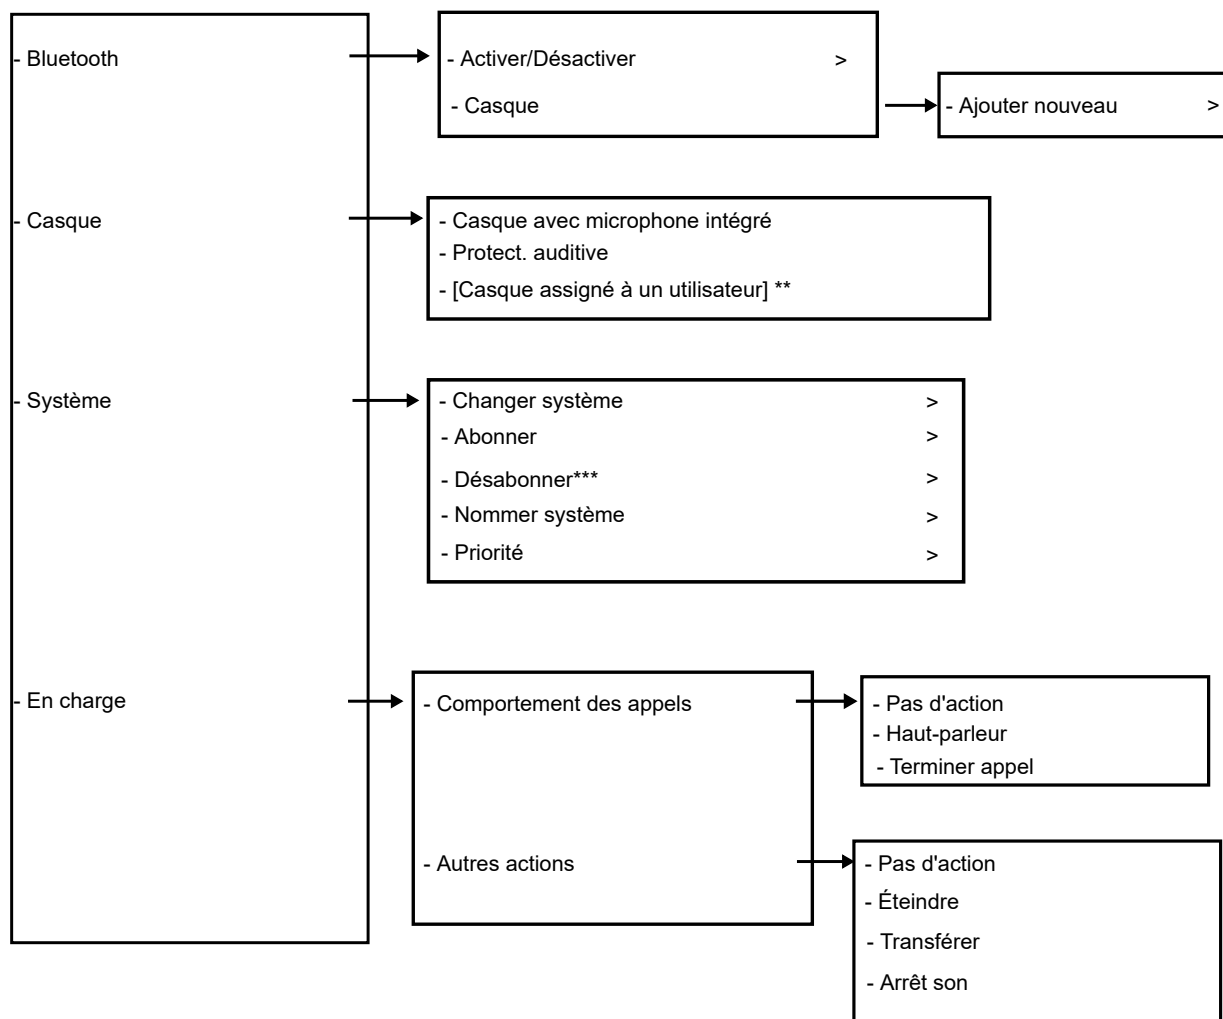 - Bluetooth
- Activer/Désactiver >
- Casque
- Ajouter nouveau >
- Casque
- Casque avec microphone intégré
- Protect. auditive
- [Casque assigné à un utilisateur] **
- Système
- Changer système >
- Abonner >
- Désabonner*** >
- Nommer système >
- Priorité >
- En charge
- Comportement des appels
- Pas d'action
- Haut-parleur
- Terminer appel
- Autres actions
- Pas d'action
- Éteindre
- Transférer
- Arrêt son